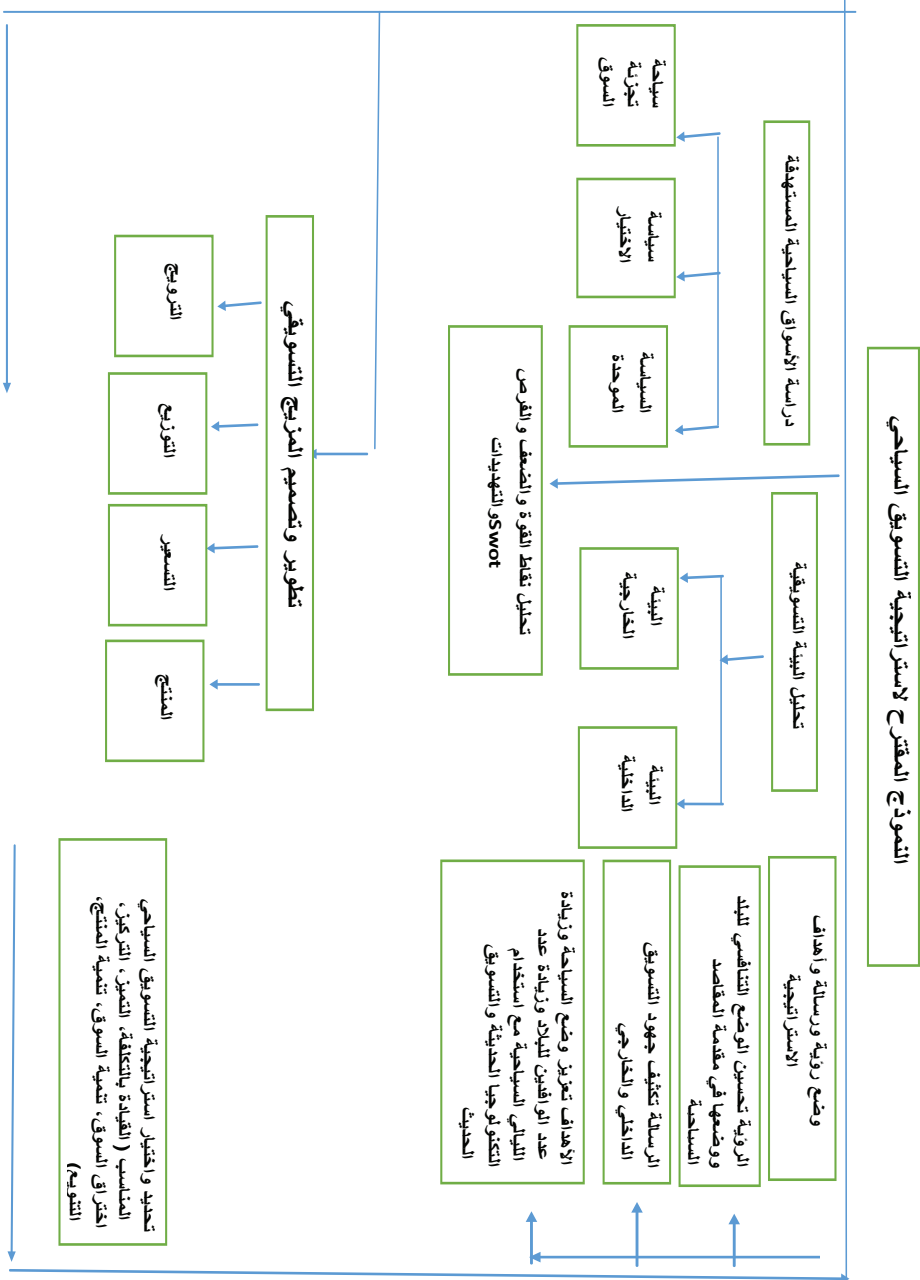 النموذج المقترح لاستراتيجية التسويق السياحي
وضع رؤية ورسالة وأهداف
الاستراتيجية
الرؤية تحسين الوضع التنافسي للبلد
ووضعها في مقدمة المقاصد
السياحية
الرسالة تكثيف جهود التسويق
الداخلي والخارجي
الأهداف تعزيز وضع السياحة وزيادة
عدد الوافدين للبلاد وزيادة عدد
الليالي السياحية مع استخدام
التكنولوجيا الحديثة والتسويق
الحديث
تحليل البيئة التسويقية
البيئة
الداخلية
البيئة
الخارجية
دراسة الأسواق السياحية المستهدفة
السياسة
الموحدة
سياسة
الاختيار
سياحة
تجزئة
السوق
تحليل نقاط القوة والضعف والفرص
والتهديدات Swot
تطوير وتصميم المزيج التسويقي
المنتج
التسعير
التوزيع
الترويج
تحديد واختيار استراتيجية التسويق السياحي
المناسب (القيادة بالتكلفة، التميز، التركيز،
اختراق السوق، تنمية السوق، تنمية المنتج،
التنويع)